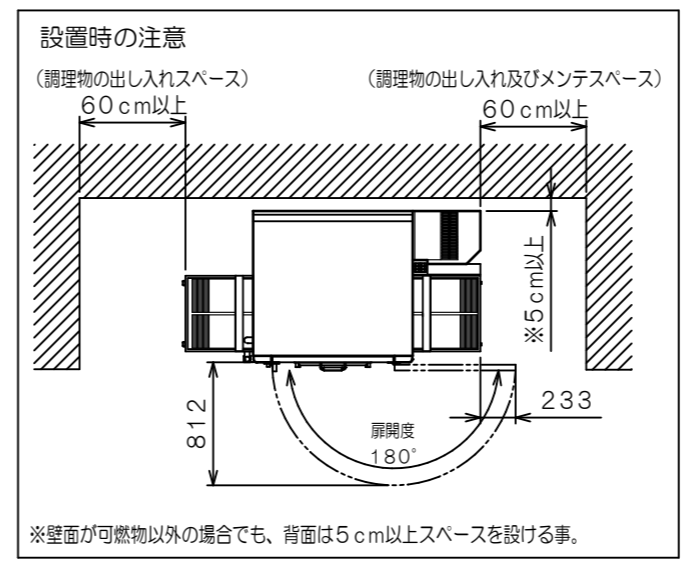 設置時の注意
（調理物の出し入れスペース）
60cm以上
（調理物の出し入れ及びメンテスペース）
60cm以上
※5cm以上
812
扉開度
180°
233
※壁面が可燃物以外の場合でも、背面は5cm以上スペースを設ける事。